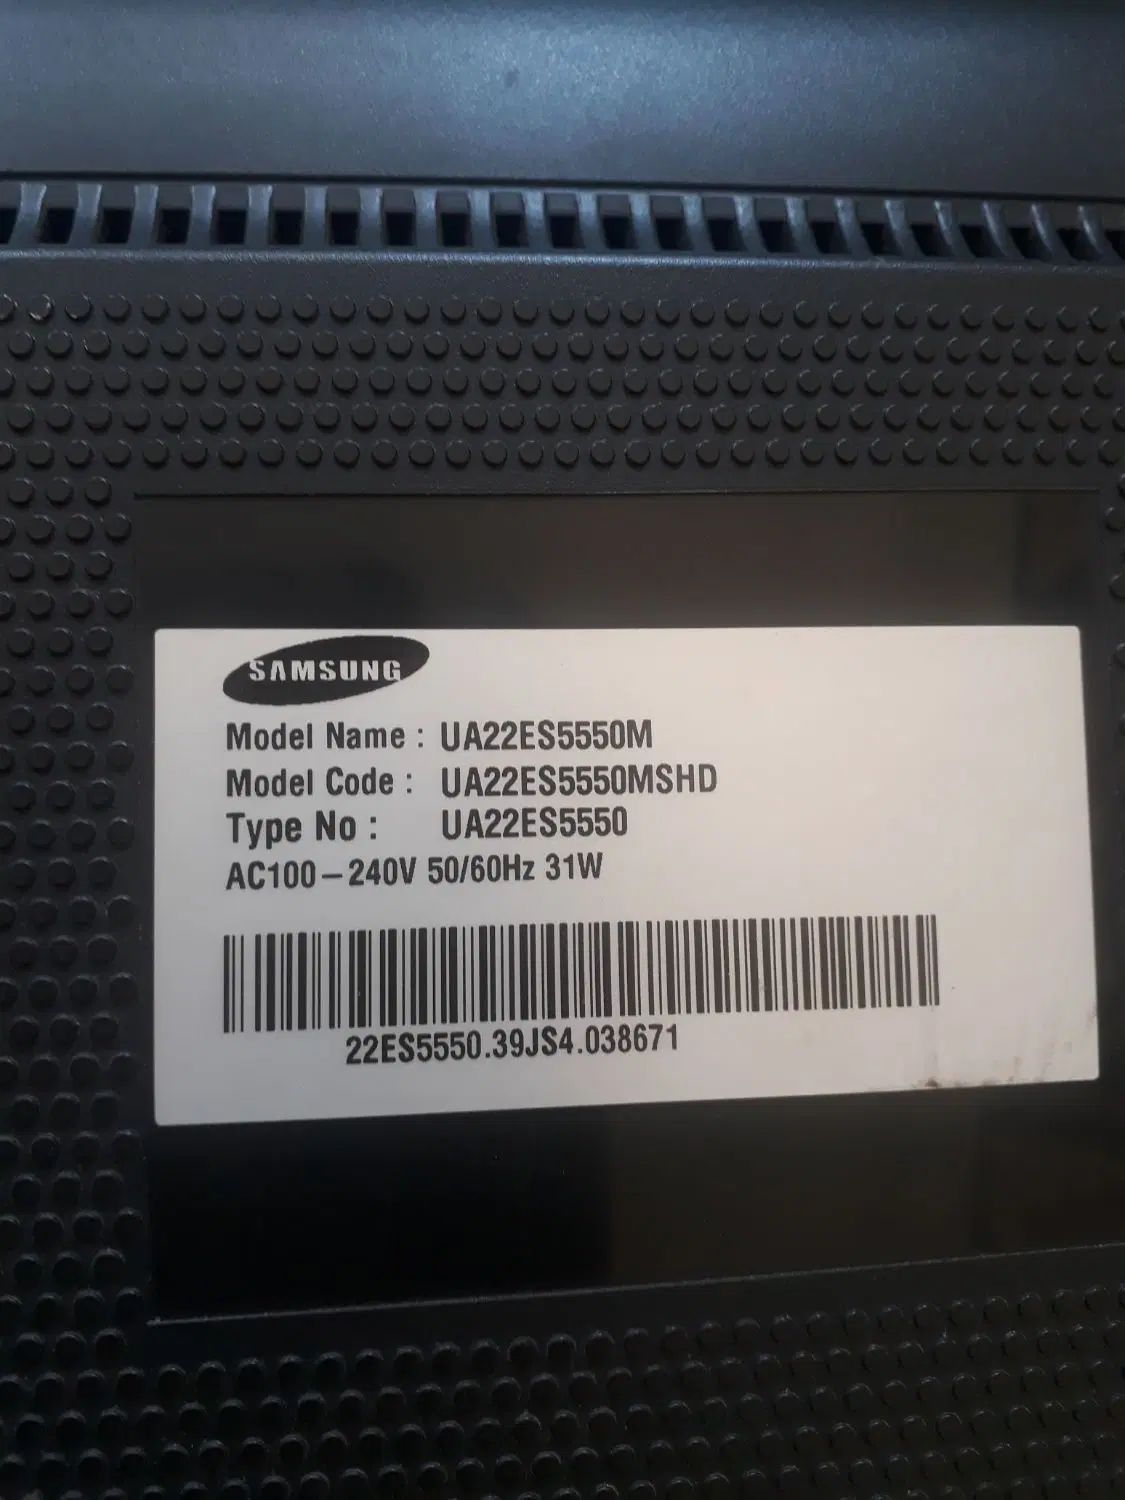 SAMSUNG
Model Name : UA22ES5550M
Model Code : UA22ES5550MSHD
Type No : UA22ES5550
AC100–240V 50/60Hz 31W
22ES5550.39JS4.038671